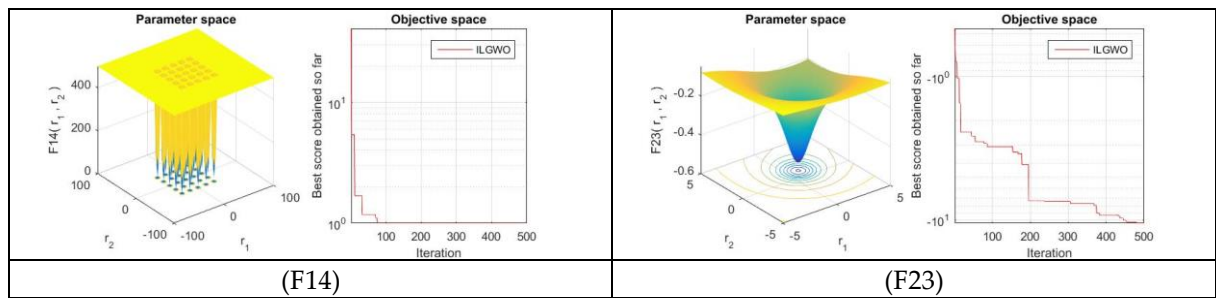 Parameter space
Objective space
F14( r1 , r2 )
400
200
0
100
0
-100
r2
-100
0
100
r1
Best score obtained so far
10^1
10^0
ILGWO
100 200 300 400 500
Iteration
(F14)
Parameter space
Objective space
F23( r1 , r2 )
-0.2
-0.4
-0.6
5
0
-5
r2
-5
0
5
r1
Best score obtained so far
-10^0
-10^1
ILGWO
100 200 300 400 500
Iteration
(F23)